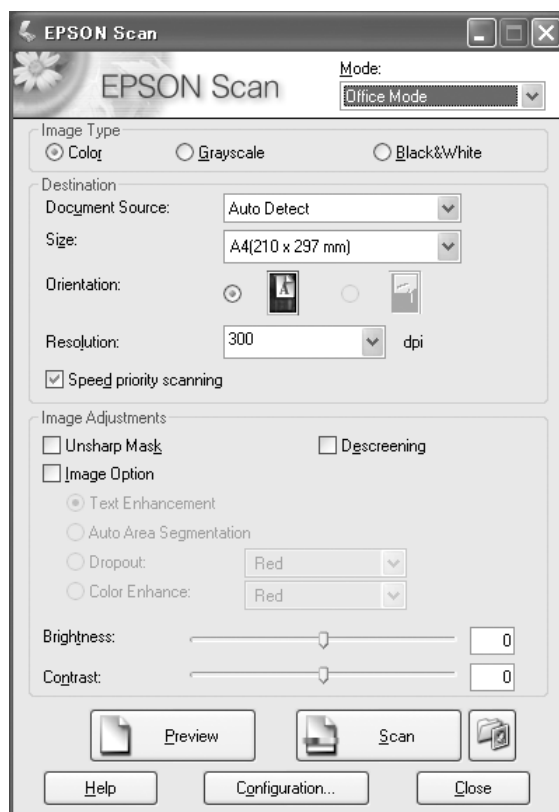 EPSON Scan
EPSON Scan
Mode:
Office Mode
Image Type
Color Grayscale Black&White
Destination
Document Source: Auto Detect
Size: A4(210 x 297 mm)
Orientation: A
Resolution: 300 dpi
Speed priority scanning
Image Adjustments
Unsharp Mask Descreening
Image Option
Text Enhancement
Auto Area Segmentation
Dropout: Red
Color Enhance: Red
Brightness: 0
Contrast: 0
Preview Scan
Help Configuration... Close